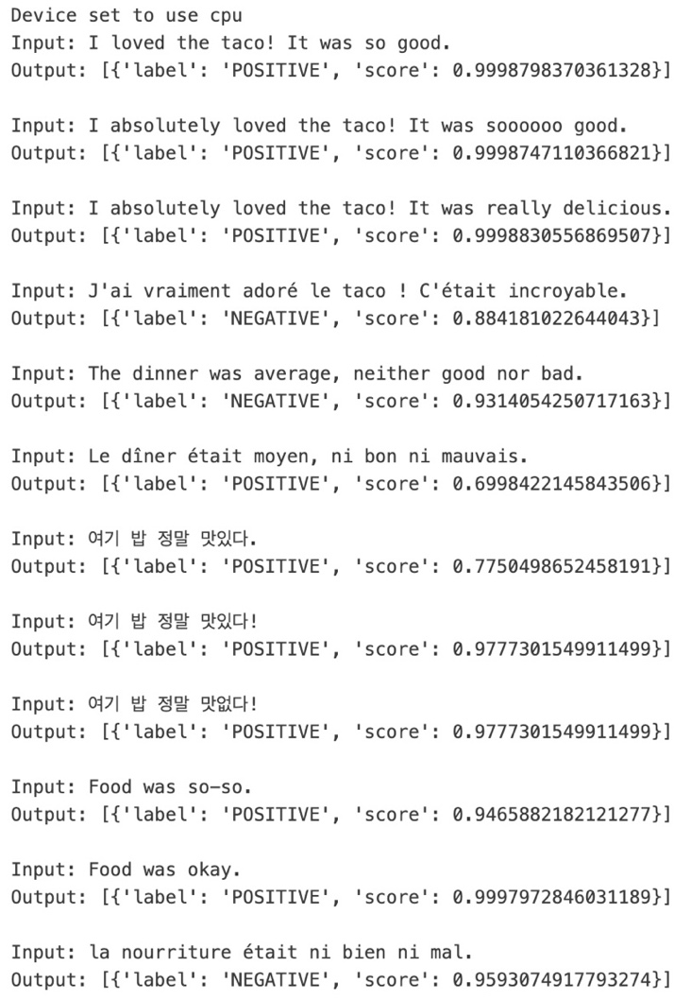 Device set to use cpu
Input: I loved the taco! It was so good.
Output: [{'label': 'POSITIVE', 'score': 0.9998798370361328}]
Input: I absolutely loved the taco! It was soooooo good.
Output: [{'label': 'POSITIVE', 'score': 0.9998747110366821}]
Input: I absolutely loved the taco! It was really delicious.
Output: [{'label': 'POSITIVE', 'score': 0.9998830556869507}]
Input: J'ai vraiment adoré le taco ! C'était incroyable.
Output: [{'label': 'NEGATIVE', 'score': 0.884181022644043}]
Input: The dinner was average, neither good nor bad.
Output: [{'label': 'NEGATIVE', 'score': 0.9314054250717163}]
Input: Le dîner était moyen, ni bon ni mauvais.
Output: [{'label': 'POSITIVE', 'score': 0.6998422145843506}]
Input: 여기 밥 정말 맛있다.
Output: [{'label': 'POSITIVE', 'score': 0.7750498652458191}]
Input: 여기 밥 정말 맛있다!
Output: [{'label': 'POSITIVE', 'score': 0.9777301549911499}]
Input: 여기 밥 정말 맛없다!
Output: [{'label': 'POSITIVE', 'score': 0.9777301549911499}]
Input: Food was so-so.
Output: [{'label': 'POSITIVE', 'score': 0.9465882182121277}]
Input: Food was okay.
Output: [{'label': 'POSITIVE', 'score': 0.9997972846031189}]
Input: la nourriture était ni bien ni mal.
Output: [{'label': 'NEGATIVE', 'score': 0.9593074917793274}]